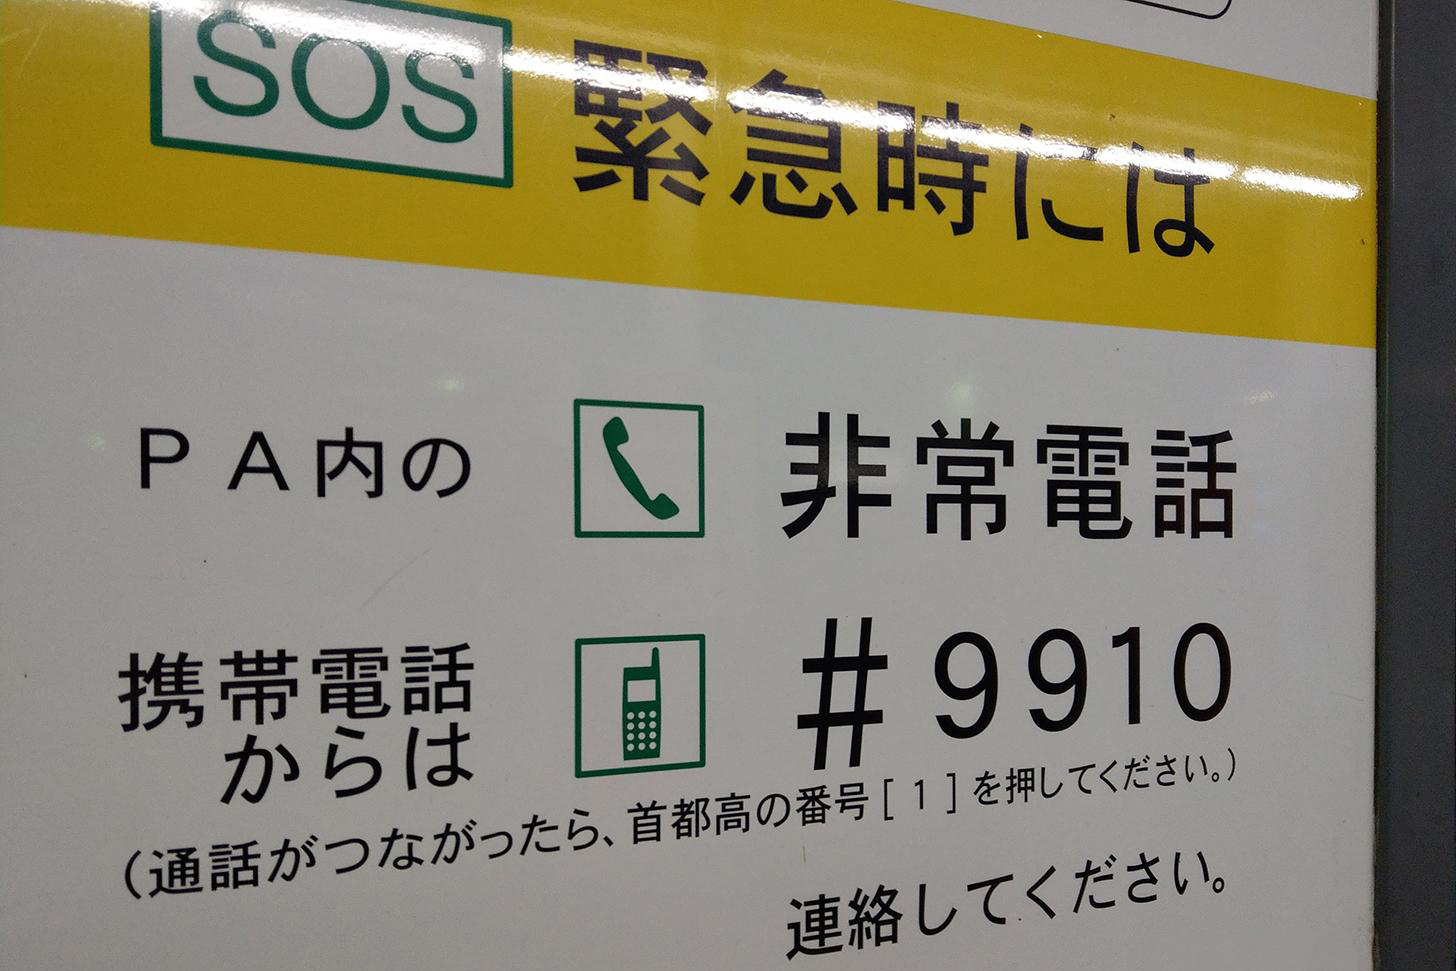 SOS 緊急時には
PA内の 非常電話
携帯電話からは #9910
(通話がつながったら、首都高の番号[1]を押してください。)
連絡してください。